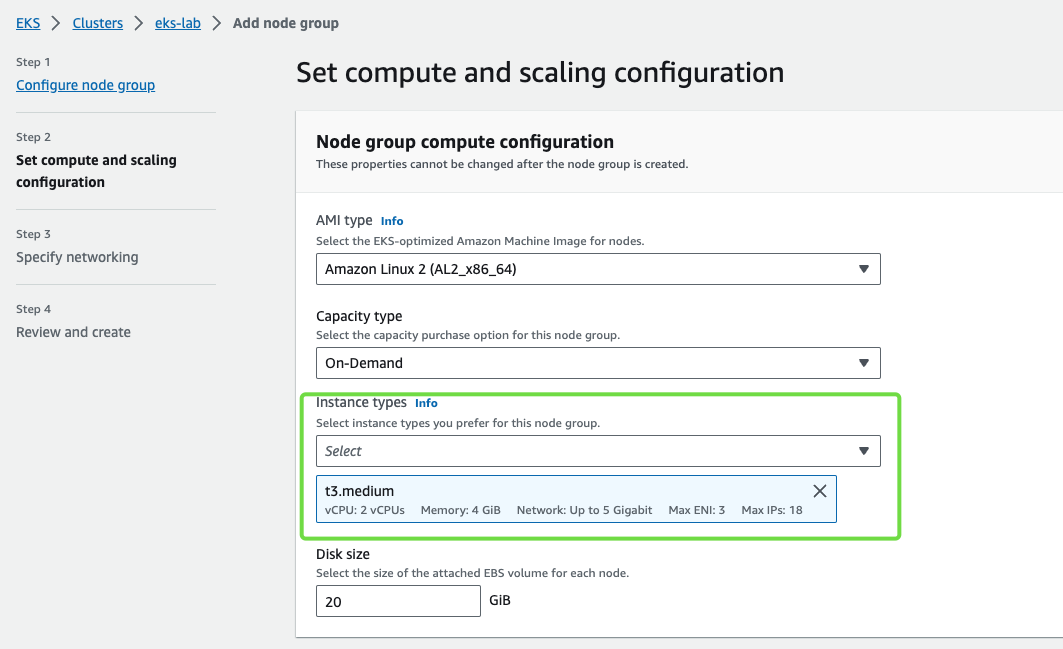 EKS > Clusters > eks-lab > Add node group
Step 1
Configure node group
Step 2
Set compute and scaling
configuration
Step 3
Specify networking
Step 4
Review and create
Set compute and scaling configuration
Node group compute configuration
These properties cannot be changed after the node group is created.
AMI type Info
Select the EKS-optimized Amazon Machine Image for nodes.
Amazon Linux 2 (AL2_x86_64)
Capacity type
Select the capacity purchase option for this node group.
On-Demand
Instance types Info
Select instance types you prefer for this node group.
Select
t3.medium
vCPU: 2 vCPUs Memory: 4 GiB Network: Up to 5 Gigabit Max ENI: 3 Max IPs: 18
Disk size
Select the size of the attached EBS volume for each node.
20 GiB